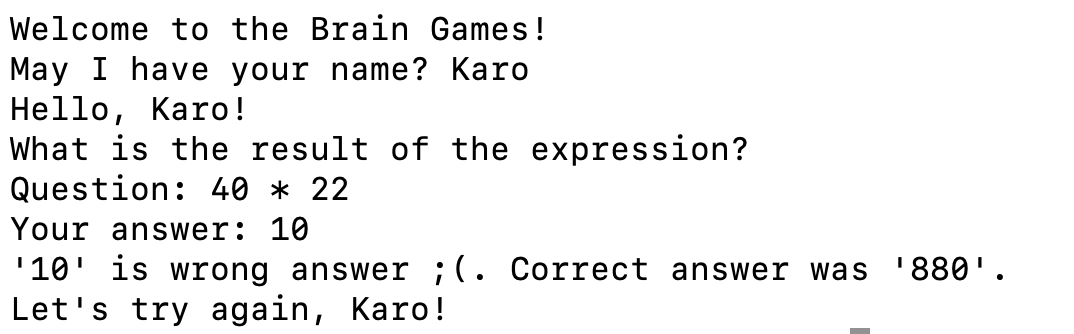 Welcome to the Brain Games!
May I have your name? Karo
Hello, Karo!
What is the result of the expression?
Question: 40 * 22
Your answer: 10
'10' is wrong answer ;(. Correct answer was '880'.
Let's try again, Karo!